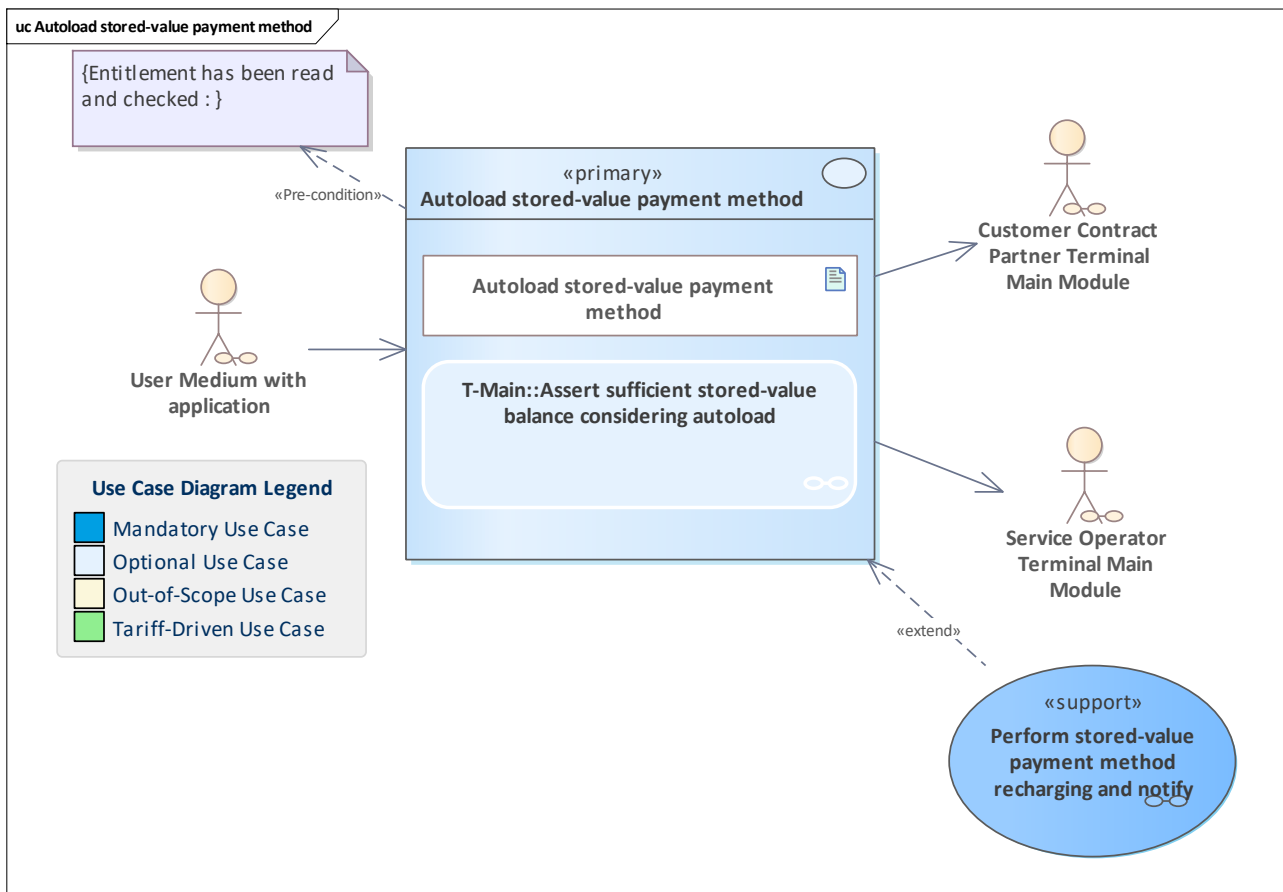 uc Autoload stored-value payment method
{Entitlement has been read
and checked : }
«Pre-condition»
«primary»
Autoload stored-value payment method
Autoload stored-value payment
method
T-Main::Assert sufficient stored-value
balance considering autoload
User Medium with
application
Customer Contract
Partner Terminal
Main Module
Service Operator
Terminal Main
Module
Use Case Diagram Legend
Mandatory Use Case
Optional Use Case
Out-of-Scope Use Case
Tariff-Driven Use Case
«extend»
«support»
Perform stored-value
payment method
recharging and notify